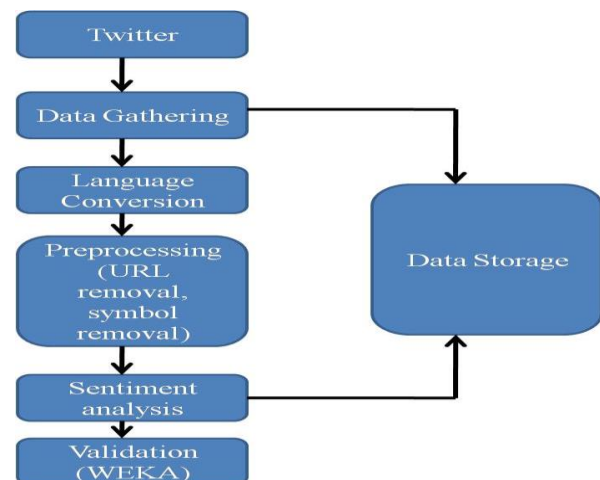 Twitter
Data Gathering
Language
Conversion
Preprocessing
(URL
removal,
symbol
removal)
Sentiment
analysis
Validation
(WEKA)
Data Storage